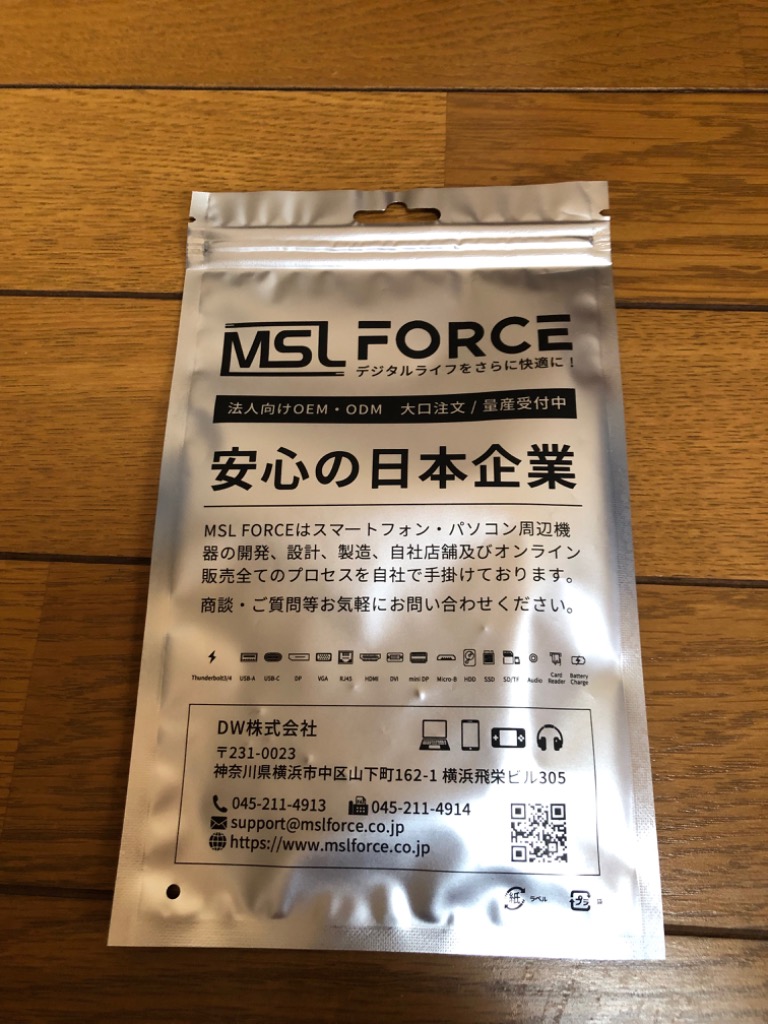 MSL FORCE
デジタルライフをさらに快適に！
法人向けOEM・ODM 大口注文 / 量産受付中
安心の日本企業
MSL FORCEはスマートフォン・パソコン周辺機
器の開発、設計、製造、自社店舗及びオンライン
販売全てのプロセスを自社で手掛けております。
商談・ご質問等お気軽にお問い合わせください。
Thunderbolt3/4 USB-A USB-C DP VGA RJ45 HDMI DVI mini DP Micro-B HDD SSD SD/TF Audio Card Reader Battery Charge
DW株式会社
〒231-0023
神奈川県横浜市中区山下町162-1 横浜飛栄ビル305
045-211-4913 045-211-4914
support@mslforce.co.jp
https://www.mslforce.co.jp
紙 ラベル プラ